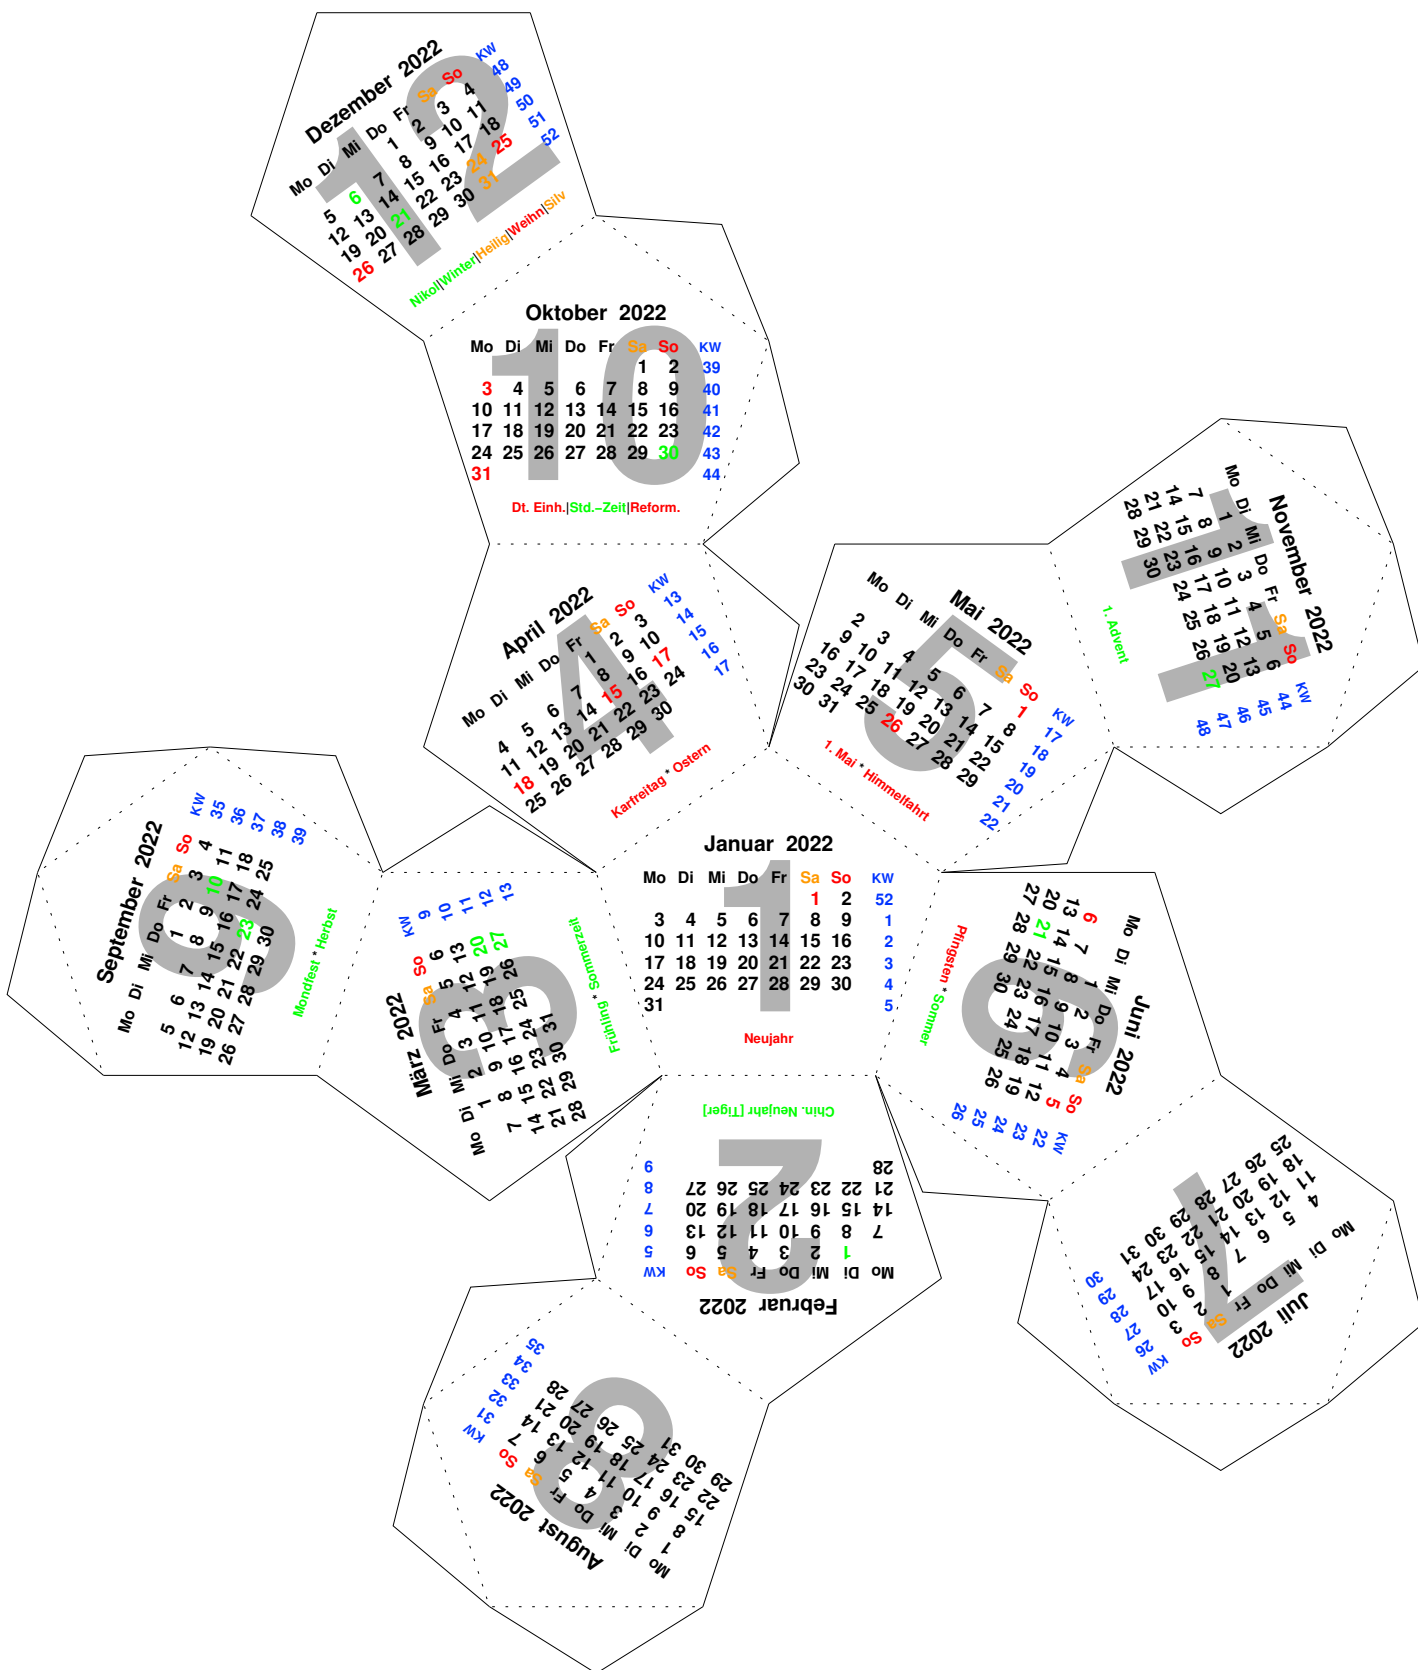 Dezember 2022
12
Mo Di Mi Do Fr Sa So KW
1 2 3 4 48
5 6 7 8 9 10 11 49
12 13 14 15 16 17 18 50
19 20 21 22 23 24 25 51
26 27 28 29 30 31 52
Nikol|Winter|Heilig|Weihn|Silv
Oktober 2022
10
Mo Di Mi Do Fr Sa So KW
1 2 39
3 4 5 6 7 8 9 40
10 11 12 13 14 15 16 41
17 18 19 20 21 22 23 42
24 25 26 27 28 29 30 43
31 44
Dt. Einh.|Std.-Zeit|Reform.
November 2022
11
Mo Di Mi Do Fr Sa So KW
1 2 3 4 5 6 44
7 8 9 10 11 12 13 45
14 15 16 17 18 19 20 46
21 22 23 24 25 26 27 47
28 29 30 48
1. Advent
April 2022
4
Mo Di Mi Do Fr Sa So KW
1 2 3 13
4 5 6 7 8 9 10 14
11 12 13 14 15 16 17 15
18 19 20 21 22 23 24 16
25 26 27 28 29 30 17
Karfreitag * Ostern
Mai 2022
5
Mo Di Mi Do Fr Sa So KW
1 17
2 3 4 5 6 7 8 18
9 10 11 12 13 14 15 19
16 17 18 19 20 21 22 20
23 24 25 26 27 28 29 21
30 31 22
1. Mai * Himmelfahrt
September 2022
9
Mo Di Mi Do Fr Sa So KW
1 2 3 4 35
5 6 7 8 9 10 11 36
12 13 14 15 16 17 18 37
19 20 21 22 23 24 25 38
26 27 28 29 30 39
Mondfest * Herbst
März 2022
3
Mo Di Mi Do Fr Sa So KW
1 2 3 4 5 6 9
7 8 9 10 11 12 13 10
14 15 16 17 18 19 20 11
21 22 23 24 25 26 27 12
28 29 30 31 13
Frühling * Sommerzeit
Januar 2022
1
Mo Di Mi Do Fr Sa So KW
1 2 52
3 4 5 6 7 8 9 1
10 11 12 13 14 15 16 2
17 18 19 20 21 22 23 3
24 25 26 27 28 29 30 4
31 5
Neujahr
Juni 2022
6
Mo Di Mi Do Fr Sa So KW
1 2 3 4 5 22
6 7 8 9 10 11 12 23
13 14 15 16 17 18 19 24
20 21 22 23 24 25 26 25
27 28 29 30 26
Pfingsten * Sommer
Februar 2022
2
Mo Di Mi Do Fr Sa So KW
1 2 3 4 5 6 5
7 8 9 10 11 12 13 6
14 15 16 17 18 19 20 7
21 22 23 24 25 26 27 8
28 9
Chin. Neujahr [Tiger]
Juli 2022
7
Mo Di Mi Do Fr Sa So KW
1 2 3 26
4 5 6 7 8 9 10 27
11 12 13 14 15 16 17 28
18 19 20 21 22 23 24 29
25 26 27 28 29 30 31 30
August 2022
8
Mo Di Mi Do Fr Sa So KW
1 2 3 4 5 6 7 31
8 9 10 11 12 13 14 32
15 16 17 18 19 20 21 33
22 23 24 25 26 27 28 34
29 30 31 35